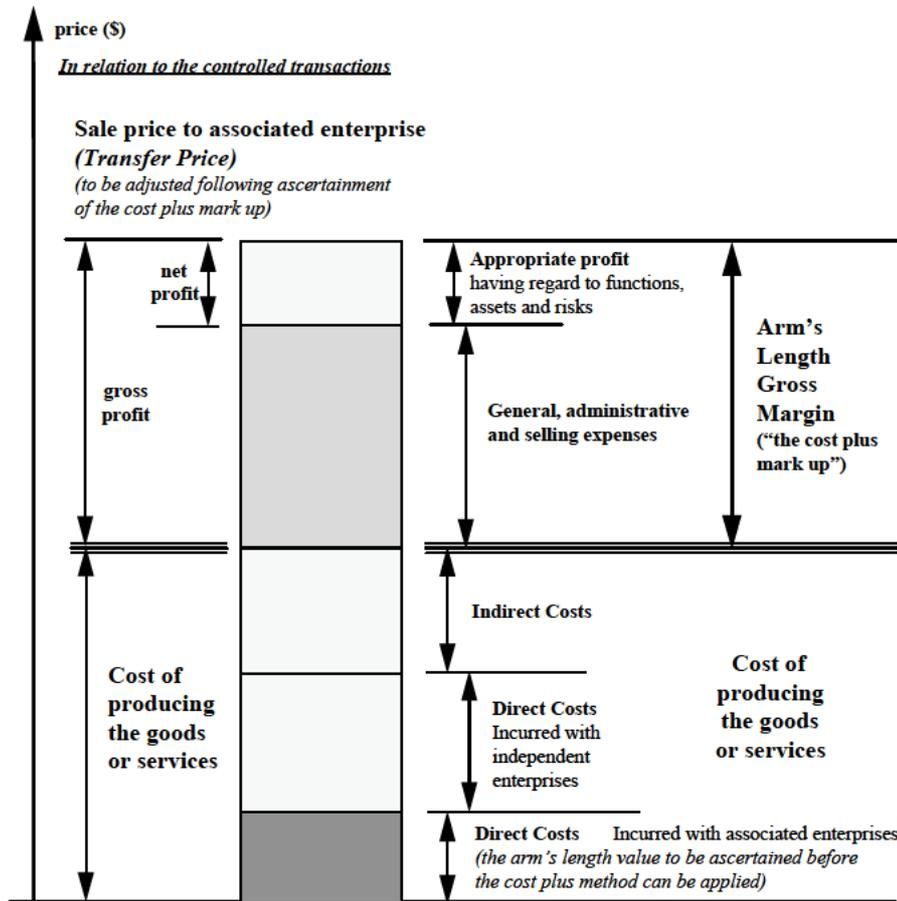 price ($)
In relation to the controlled transactions
Sale price to associated enterprise
(Transfer Price)
(to be adjusted following ascertainment
of the cost plus mark up)
net
profit
Appropriate profit
having regard to functions,
assets and risks
Arm’s
Length
Gross
Margin
(“the cost plus
mark up”)
gross
profit
General, administrative
and selling expenses
Indirect Costs
Cost of
producing
the goods
or services
Direct Costs
Incurred with
independent
enterprises
Cost of
producing
the goods
or services
Direct Costs Incurred with associated enterprises
(the arm’s length value to be ascertained before
the cost plus method can be applied)